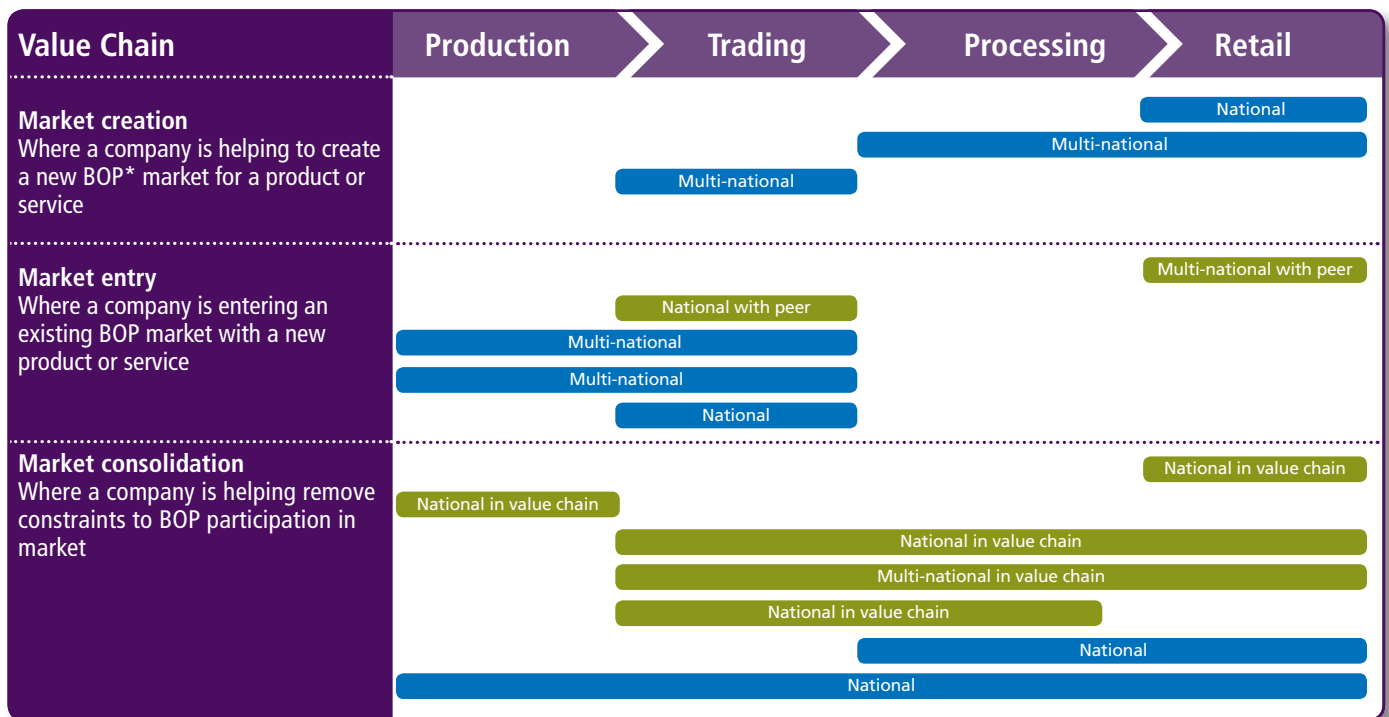 Value Chain
Production
Trading
Processing
Retail
Market creation
Where a company is helping to create
a new BOP* market for a product or
service
National
Multi-national
Multi-national
Market entry
Where a company is entering an
existing BOP market with a new
product or service
Multi-national with peer
National with peer
Multi-national
Multi-national
National
Market consolidation
Where a company is helping remove
constraints to BOP participation in
market
National in value chain
National in value chain
National in value chain
Multi-national in value chain
National in value chain
National
National